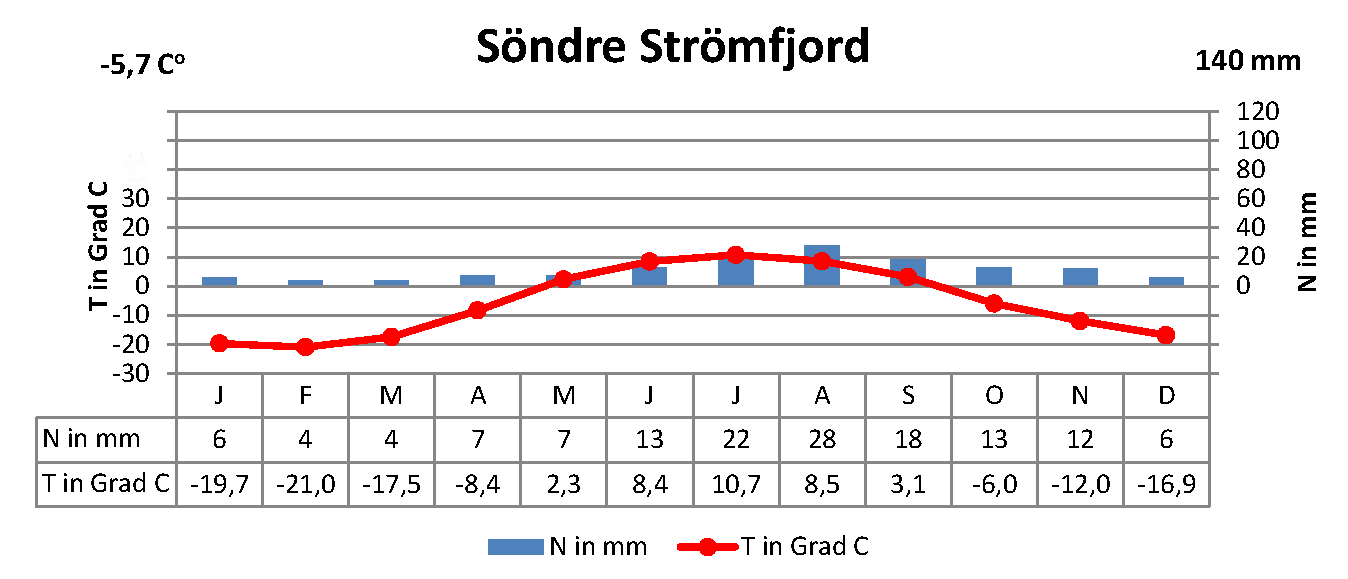 Söndre Strömfjord
-5,7 Cº
140 mm
T in Grad C
30
20
10
0
-10
-20
-30
120
100
80
60
40
20
0
N in mm
J F M A M J J A S O N D
N in mm 6 4 4 7 7 13 22 28 18 13 12 6
T in Grad C -19,7 -21,0 -17,5 -8,4 2,3 8,4 10,7 8,5 3,1 -6,0 -12,0 -16,9
N in mm T in Grad C